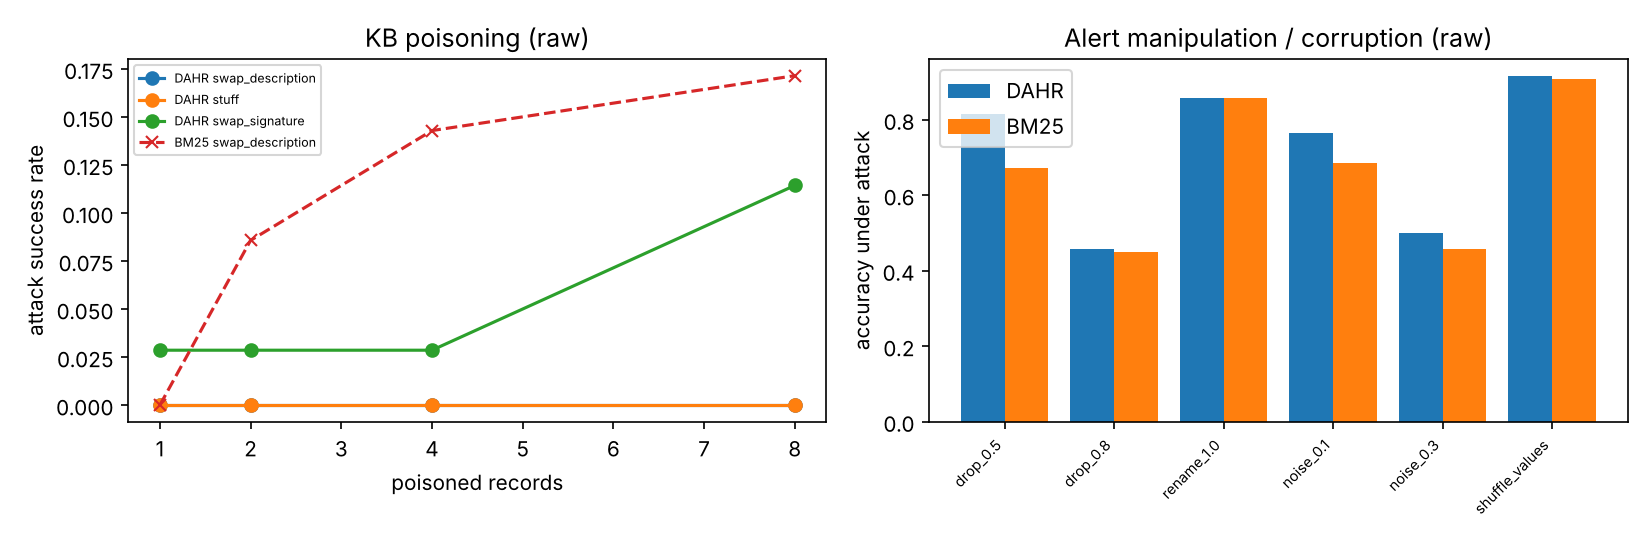 KB poisoning (raw)
attack success rate
0.175
0.150
0.125
0.100
0.075
0.050
0.025
0.000
DAHR swap_description
DAHR stuff
DAHR swap_signature
BM25 swap_description
1 2 3 4 5 6 7 8
poisoned records
Alert manipulation / corruption (raw)
accuracy under attack
0.8
0.6
0.4
0.2
0.0
DAHR
BM25
drop_0.5
drop_0.8
rename_1.0
noise_0.1
noise_0.3
shuffle_values